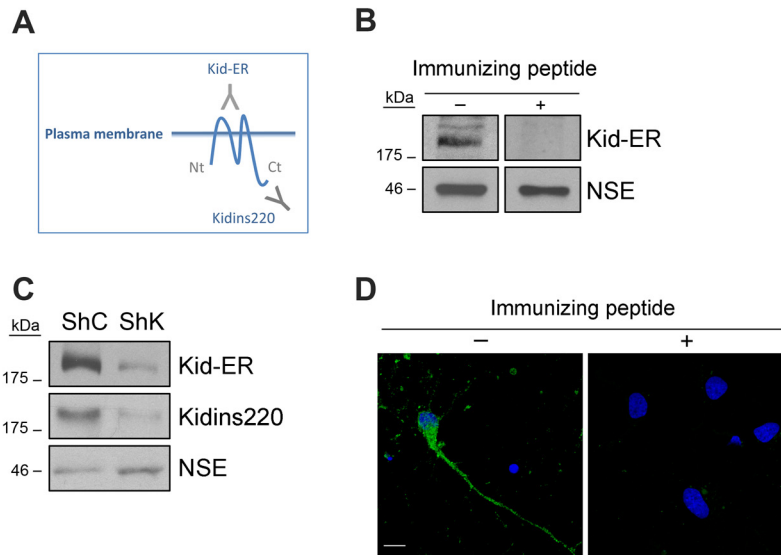 A
Kid-ER
Plasma membrane
Nt
Ct
Kidins220
B
Immunizing peptide
kDa
– +
175 – Kid-ER
46 – NSE
C
kDa ShC ShK
175 – Kid-ER
175 – Kidins220
46 – NSE
D
Immunizing peptide
– +